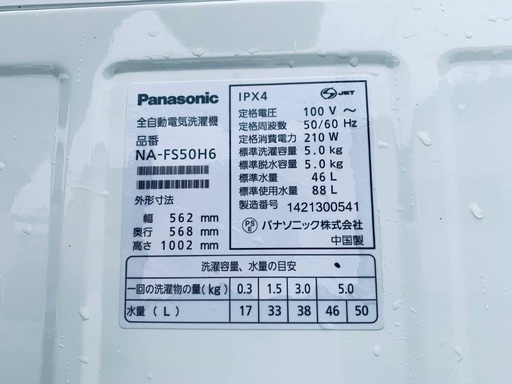 Panasonic
全自動電気洗濯機
品番
NA-FS50H6
外形寸法
幅 562 mm
奥行 568 mm
高さ 1002 mm
IPX4
JET
定格電圧 100 V ～
定格周波数 50/60 Hz
定格消費電力 210 W
標準洗濯容量 5.0 kg
標準脱水容量 5.0 kg
標準水量 46 L
標準使用水量 88 L
製造番号 1421300541
PS E パナソニック株式会社
中国製
洗濯容量、水量の目安
一回の洗濯物の量(kg) 0.3 1.5 3.0 5.0
水量 ( L ) 17 33 38 46 50